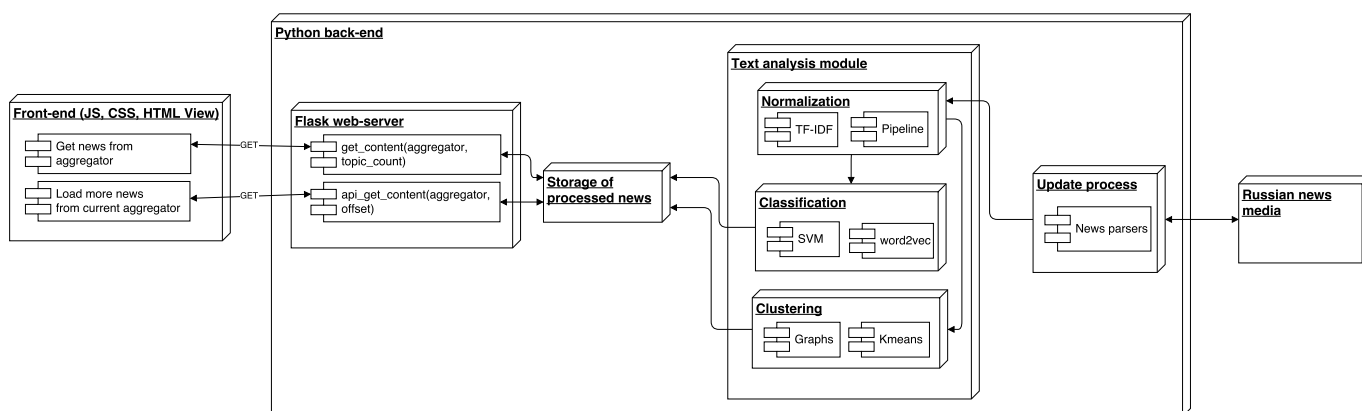 Python back-end
Front-end (JS, CSS, HTML View)
Get news from
aggregator
Load more news
from current aggregator
GET
GET
Flask web-server
get_content(aggregator,
topic_count)
api_get_content(aggregator,
offset)
Storage of
processed news
Text analysis module
Normalization
TF-IDF
Pipeline
Classification
SVM
word2vec
Clustering
Graphs
Kmeans
Update process
News parsers
Russian news
media